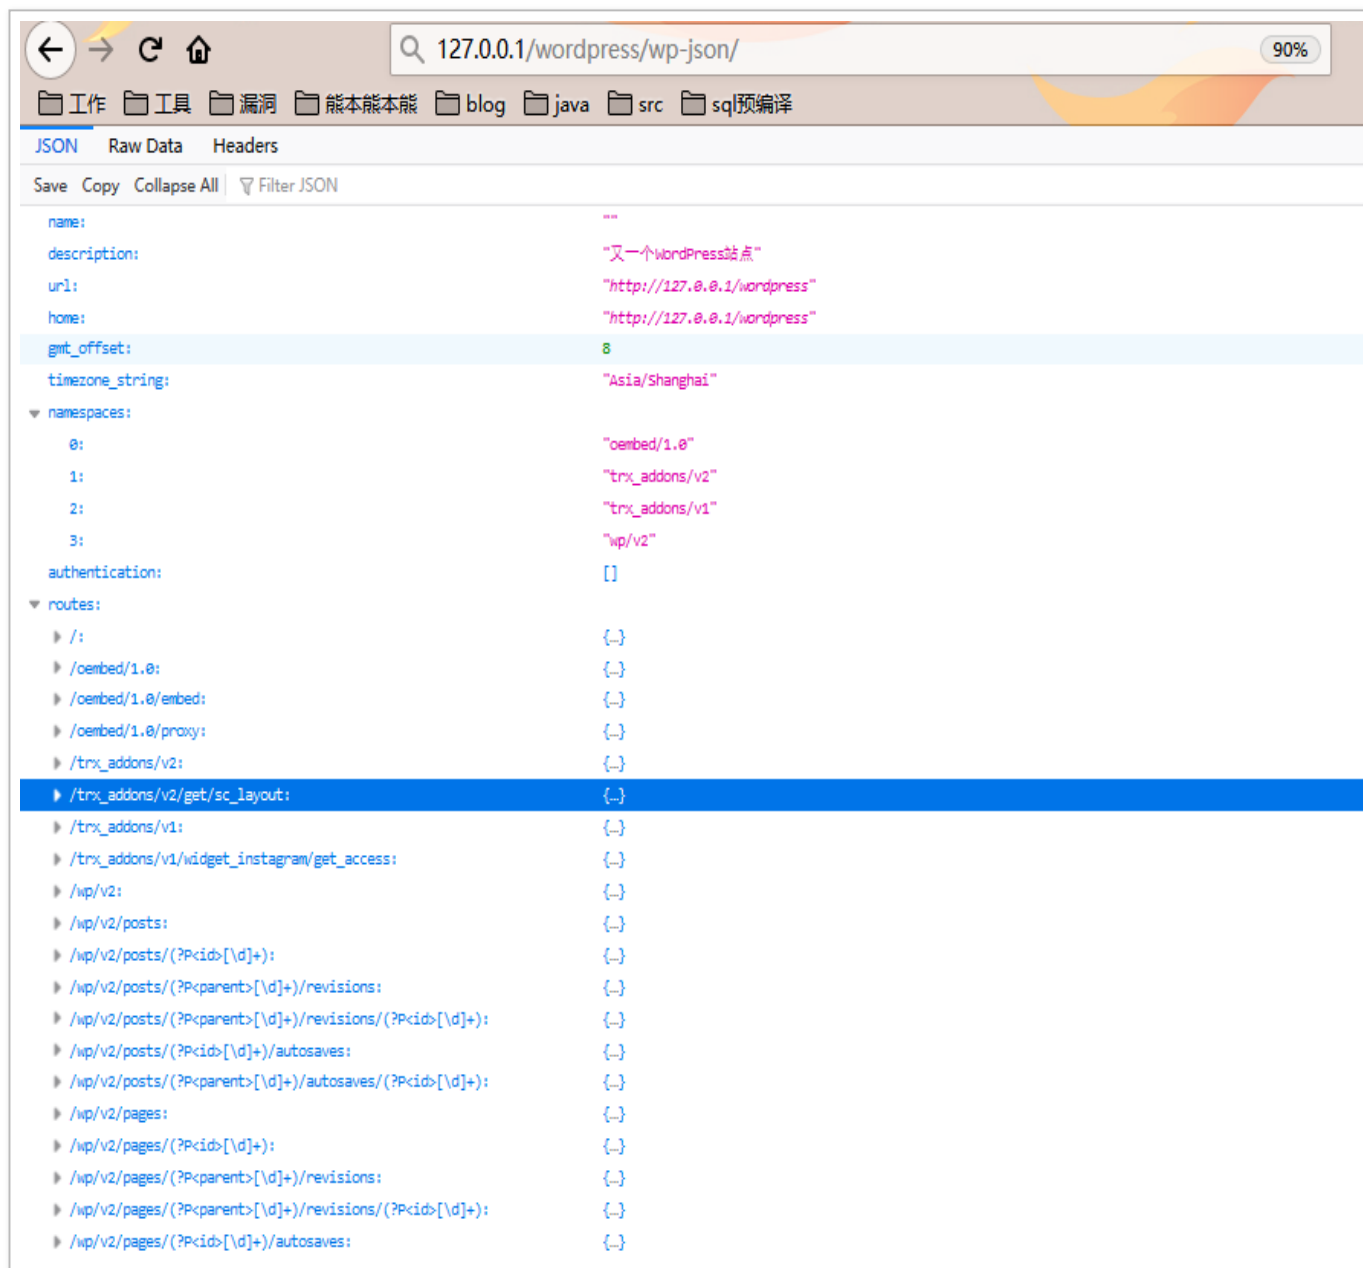 127.0.0.1/wordpress/wp-json/ 90%
工作 工具 漏洞 熊本熊本熊 blog java src sql预编译
JSON Raw Data Headers
Save Copy Collapse All Filter JSON
name: ""
description: "又一个WordPress站点"
url: "http://127.0.0.1/wordpress"
home: "http://127.0.0.1/wordpress"
gmt_offset: 8
timezone_string: "Asia/Shanghai"
namespaces:
0: "oembed/1.0"
1: "trx_addons/v2"
2: "trx_addons/v1"
3: "wp/v2"
authentication: []
routes:
/: {…}
/oembed/1.0: {…}
/oembed/1.0/embed: {…}
/oembed/1.0/proxy: {…}
/trx_addons/v2: {…}
/trx_addons/v2/get/sc_layout: {…}
/trx_addons/v1: {…}
/trx_addons/v1/widget_instagram/get_access: {…}
/wp/v2: {…}
/wp/v2/posts: {…}
/wp/v2/posts/(?P<id>[\d]+): {…}
/wp/v2/posts/(?P<parent>[\d]+)/revisions: {…}
/wp/v2/posts/(?P<parent>[\d]+)/revisions/(?P<id>[\d]+): {…}
/wp/v2/posts/(?P<id>[\d]+)/autosaves: {…}
/wp/v2/posts/(?P<parent>[\d]+)/autosaves/(?P<id>[\d]+): {…}
/wp/v2/pages: {…}
/wp/v2/pages/(?P<id>[\d]+): {…}
/wp/v2/pages/(?P<parent>[\d]+)/revisions: {…}
/wp/v2/pages/(?P<parent>[\d]+)/revisions/(?P<id>[\d]+): {…}
/wp/v2/pages/(?P<id>[\d]+)/autosaves: {…}